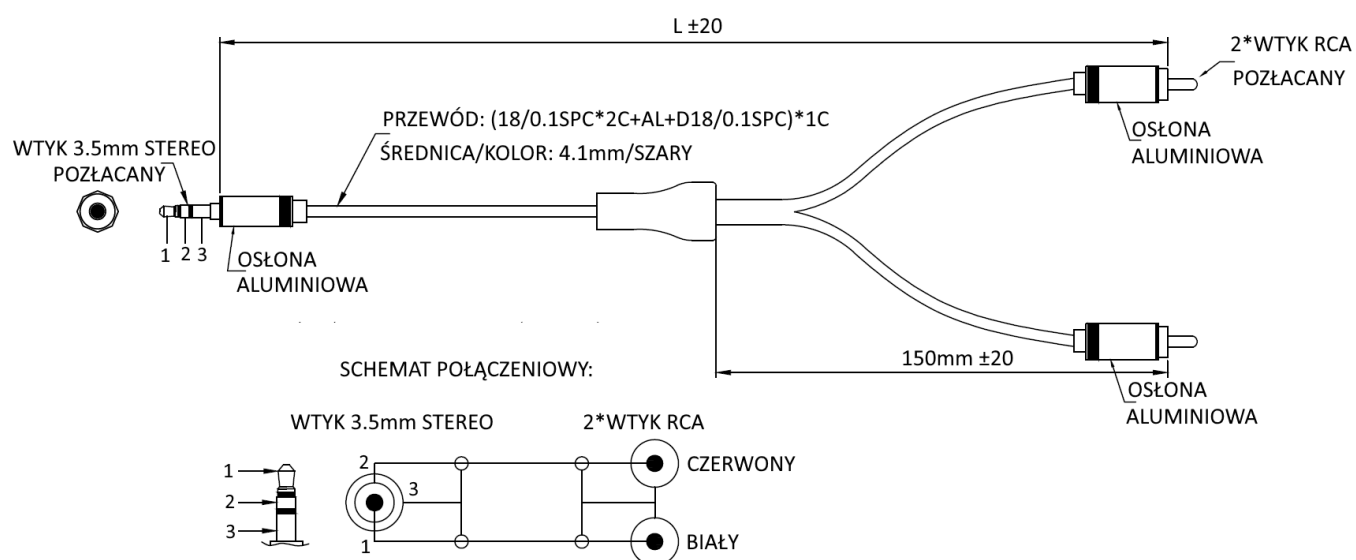 L ±20
2*WTYK RCA
POZŁACANY
PRZEWÓD: (18/0.1SPC*2C+AL+D18/0.1SPC)*1C
ŚREDNICA/KOLOR: 4.1mm/SZARY
WTYK 3.5mm STEREO
POZŁACANY
OSŁONA
ALUMINIOWA
1 2 3
OSŁONA
ALUMINIOWA
150mm ±20
OSŁONA
ALUMINIOWA
SCHEMAT POŁĄCZENIOWY:
WTYK 3.5mm STEREO
2*WTYK RCA
1
2
3
2
3
1
CZERWONY
BIAŁY